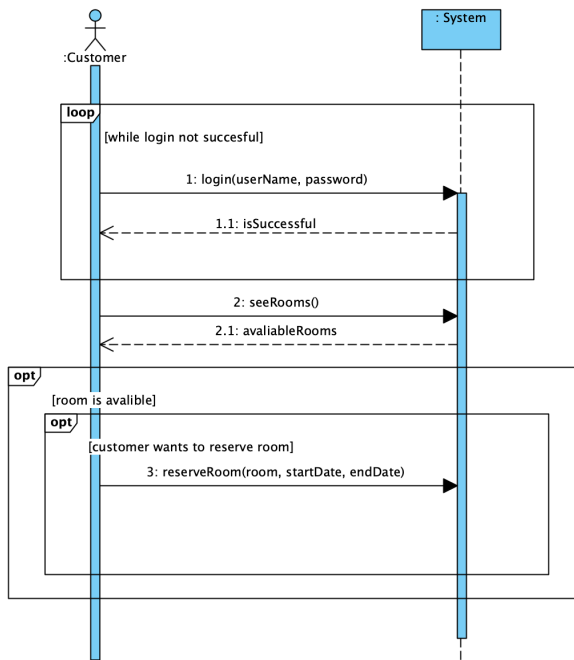 : System
:Customer
loop
[while login not succesful]
1: login(userName, password)
1.1: isSuccessful
2: seeRooms()
2.1: avaliableRooms
opt
[room is avalible]
opt
[customer wants to reserve room]
3: reserveRoom(room, startDate, endDate)